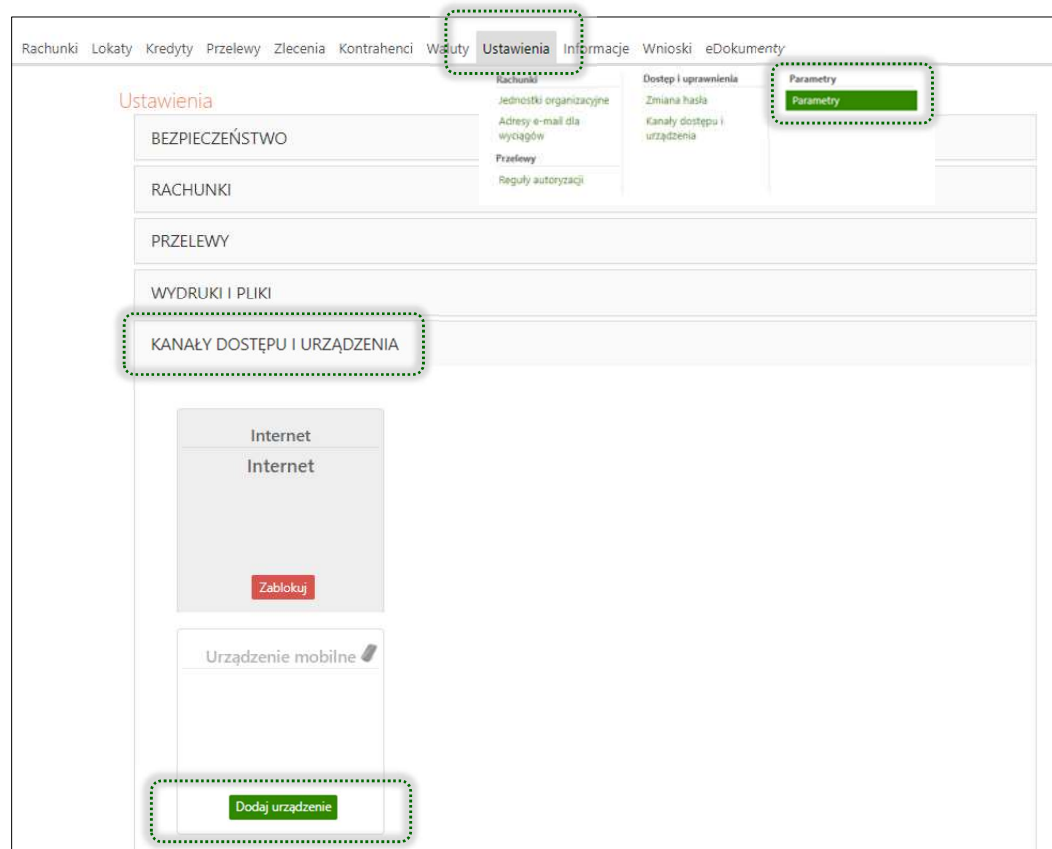 Rachunki Lokaty Kredyty Przelewy Zlecenia Kontrahenci Waluty Ustawienia Informacje Wnioski eDokumenty
Rachunki
Jednostki organizacyjne
Adresy e-mail dla
wyciągów
Przelewy
Reguły autoryzacji
Dostęp i uprawnienia
Zmiana hasła
Kanały dostępu i
urządzenia
Parametry
Parametry
Ustawienia
BEZPIECZEŃSTWO
RACHUNKI
PRZELEWY
WYDRUKI I PLIKI
KANAŁY DOSTĘPU I URZĄDZENIA
Internet
Internet
Zablokuj
Urządzenie mobilne
Dodaj urządzenie